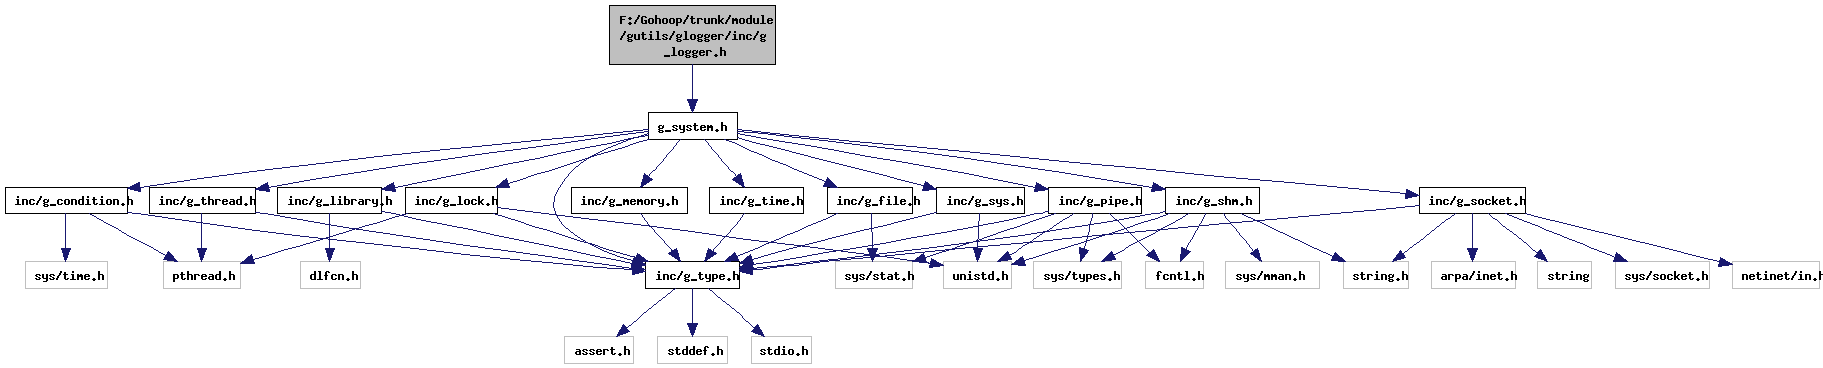 F:/Gohoop/trunk/module
/gutils/glogger/inc/g
_logger.h
g_system.h
inc/g_condition.h
inc/g_thread.h
inc/g_library.h
inc/g_lock.h
inc/g_memory.h
inc/g_time.h
inc/g_file.h
inc/g_sys.h
inc/g_pipe.h
inc/g_shm.h
inc/g_socket.h
sys/time.h
pthread.h
dlfcn.h
inc/g_type.h
sys/stat.h
unistd.h
sys/types.h
fcntl.h
sys/mman.h
string.h
arpa/inet.h
string
sys/socket.h
netinet/in.h
assert.h
stddef.h
stdio.h